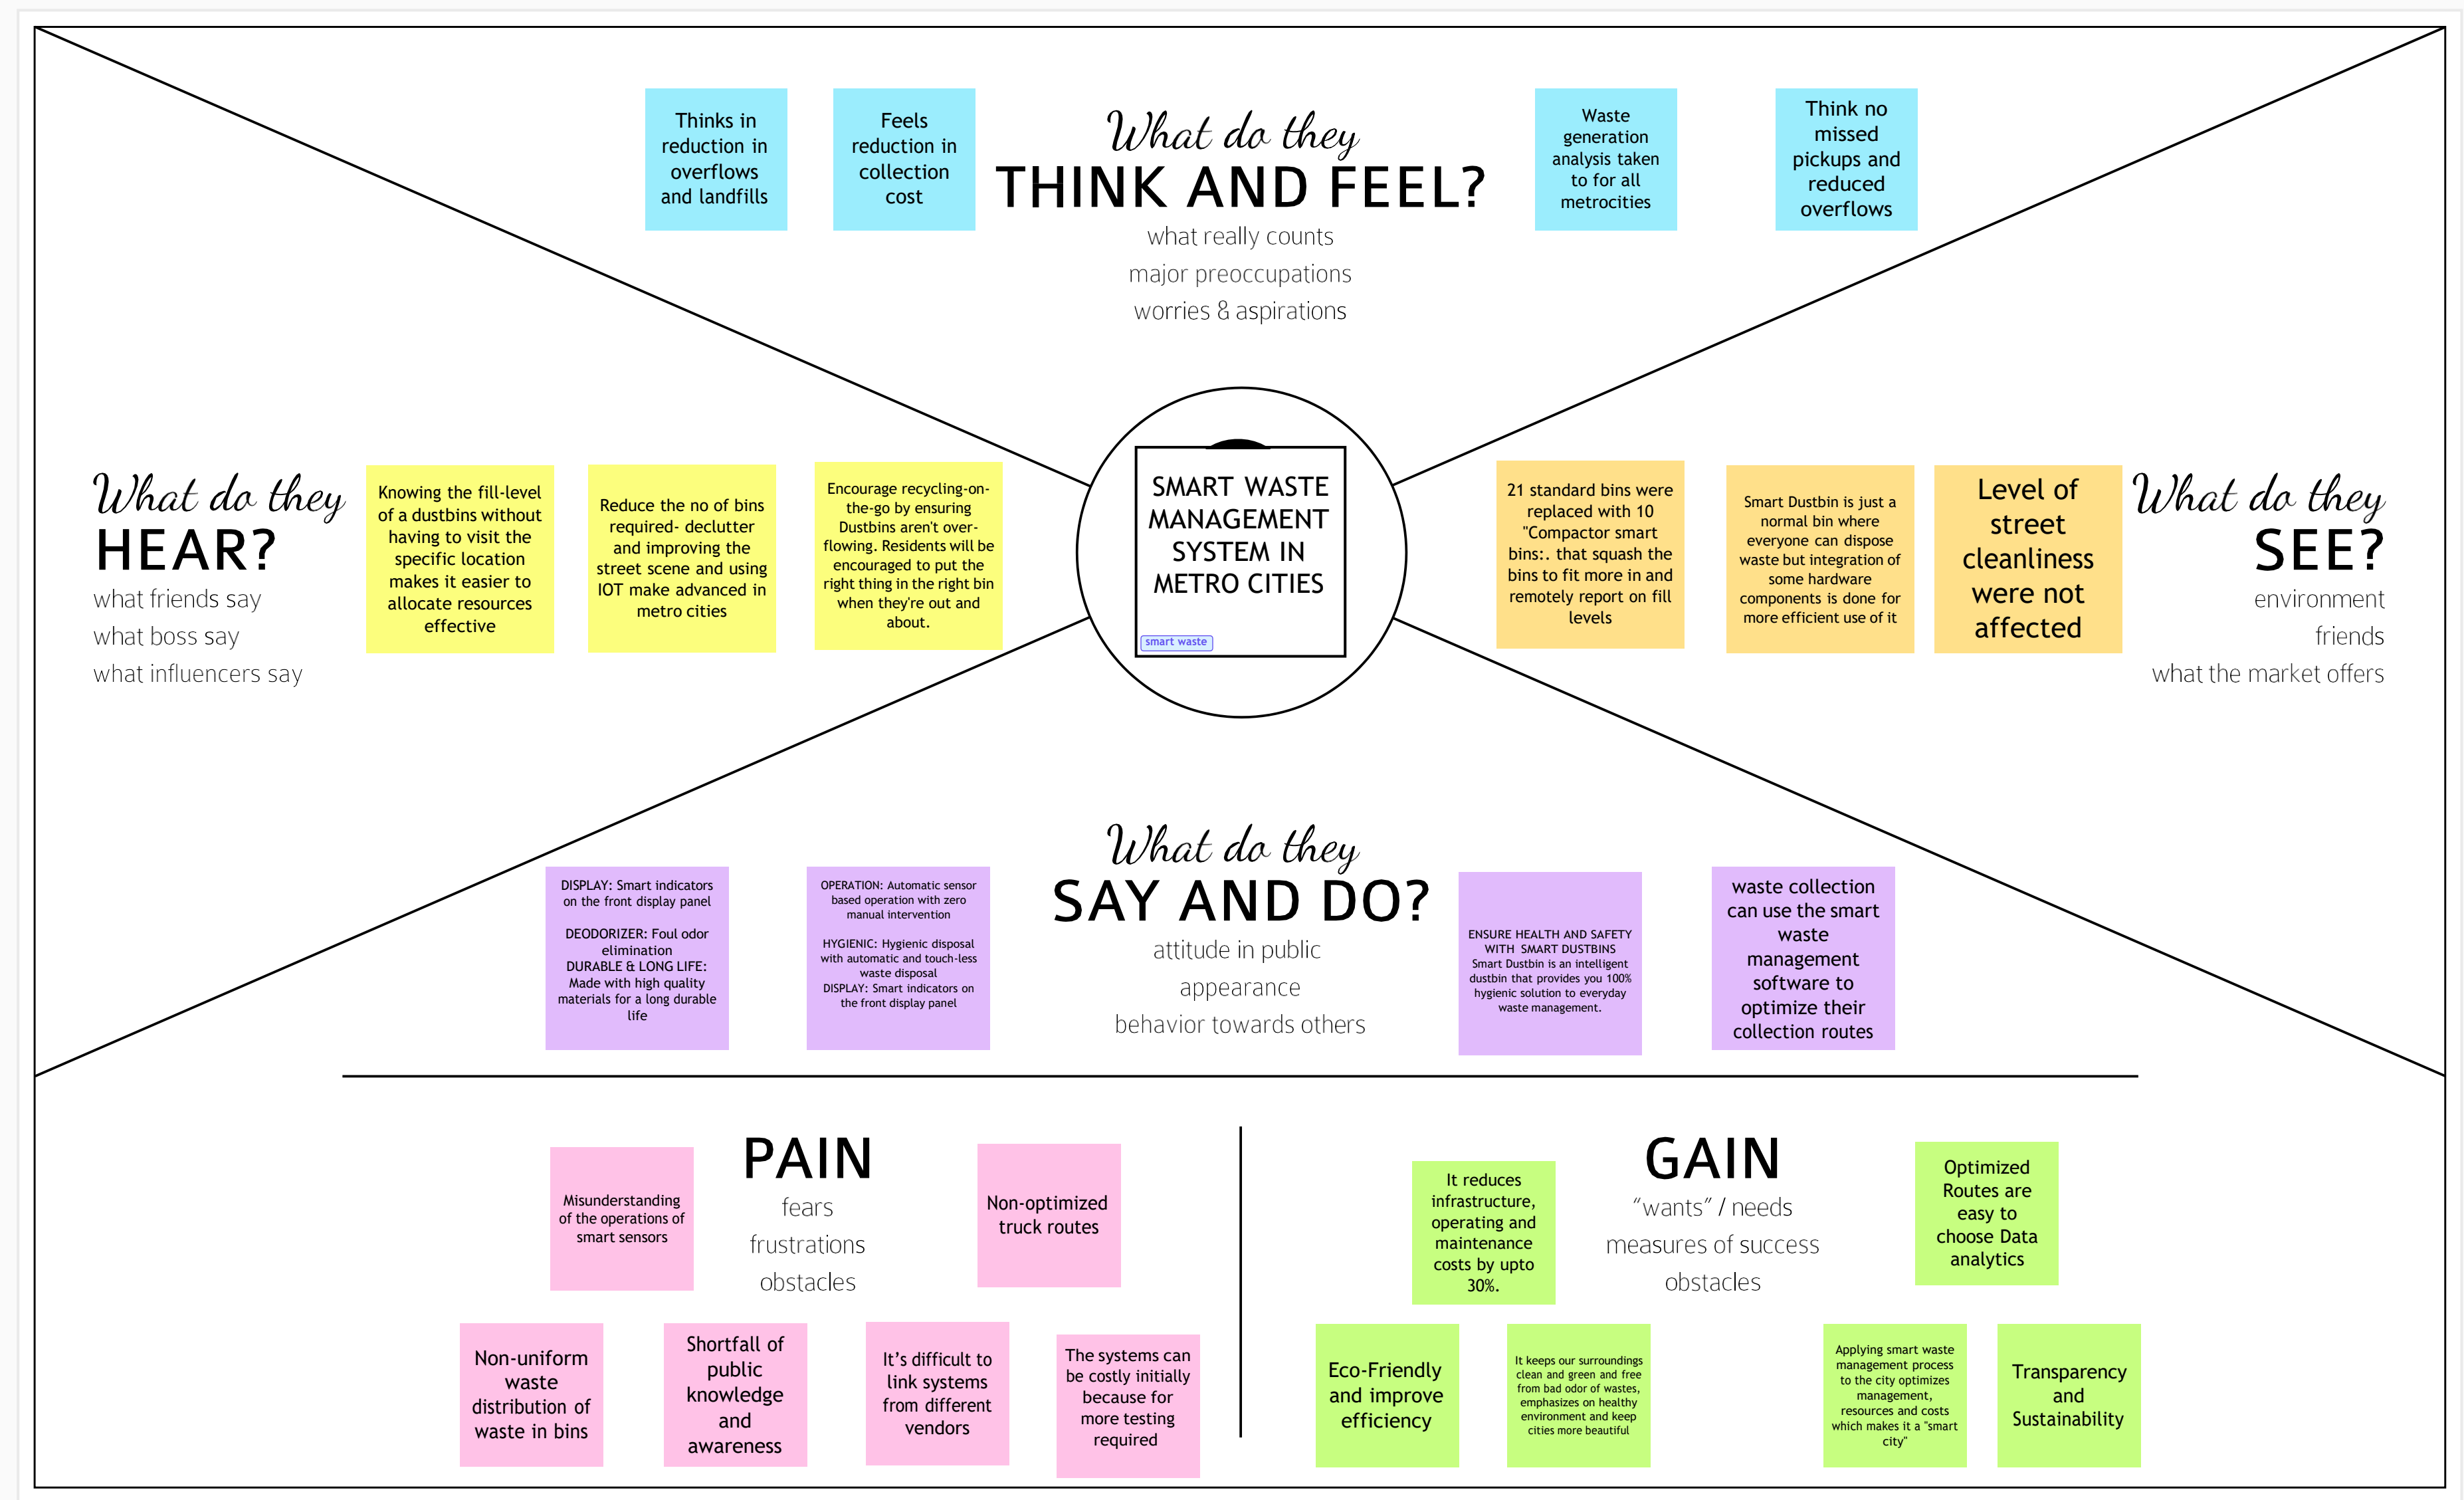 Thinks in
reduction in
overflows
and landfills
Feels
reduction in
collection
cost
What do they
THINK AND FEEL?
what really counts
major preoccupations
worries & aspirations
Waste
generation
analysis taken
to for all
metrocities
Think no
missed
pickups and
reduced
overflows
What do they
HEAR?
what friends say
what boss say
what influencers say
Knowing the fill-level
of a dustbins without
having to visit the
specific location
makes it easier to
allocate resources
effective
Reduce the no of bins
required- declutter
and improving the
street scene and using
IOT make advanced in
metro cities
Encourage recycling-on-
the-go by ensuring
Dustbins aren't over-
flowing. Residents will be
encouraged to put the
right thing in the right bin
when they're out and
about.
SMART WASTE
MANAGEMENT
SYSTEM IN
METRO CITIES
smart waste
21 standard bins were
replaced with 10
"Compactor smart
bins:. that squash the
bins to fit more in and
remotely report on fill
levels
Smart Dustbin is just a
normal bin where
everyone can dispose
waste but integration of
some hardware
components is done for
more efficient use of it
Level of
street
cleanliness
were not
affected
What do they
SEE?
environment
friends
what the market offers
DISPLAY: Smart indicators
on the front display panel
DEODORIZER: Foul odor
elimination
DURABLE & LONG LIFE:
Made with high quality
materials for a long durable
life
OPERATION: Automatic sensor
based operation with zero
manual intervention
HYGIENIC: Hygienic disposal
with automatic and touch-less
waste disposal
DISPLAY: Smart indicators on
the front display panel
What do they
SAY AND DO?
attitude in public
appearance
behavior towards others
ENSURE HEALTH AND SAFETY
WITH SMART DUSTBINS
Smart Dustbin is an intelligent
dustbin that provides you 100%
hygienic solution to everyday
waste management.
waste collection
can use the smart
waste
management
software to
optimize their
collection routes
PAIN
fears
frustrations
obstacles
Misunderstanding
of the operations of
smart sensors
Non-optimized
truck routes
Non-uniform
waste
distribution of
waste in bins
Shortfall of
public
knowledge
and
awareness
It's difficult to
link systems
from different
vendors
The systems can
be costly initially
because for
more testing
required
GAIN
"wants" / needs
measures of success
obstacles
It reduces
infrastructure,
operating and
maintenance
costs by upto
30%.
Optimized
Routes are
easy to
choose Data
analytics
Eco-Friendly
and improve
efficiency
It keeps our surroundings
clean and green and free
from bad odor of wastes,
emphasizes on healthy
environment and keep
cities more beautiful
Applying smart waste
management process
to the city optimizes
management,
resources and costs
which makes it a "smart
city"
Transparency
and
Sustainability